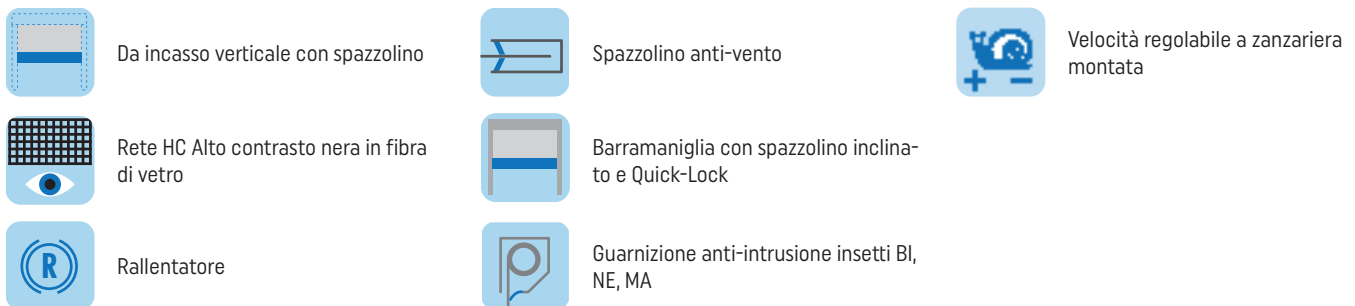 Da incasso verticale con spazzolino
Rete HC Alto contrasto nera in fibra
di vetro
R
Rallentatore
Spazzolino anti-vento
Barramaniglia con spazzolino inclina-
to e Quick-Lock
Guarnizione anti-intrusione insetti BI,
NE, MA
+ -
Velocità regolabile a zanzariera
montata